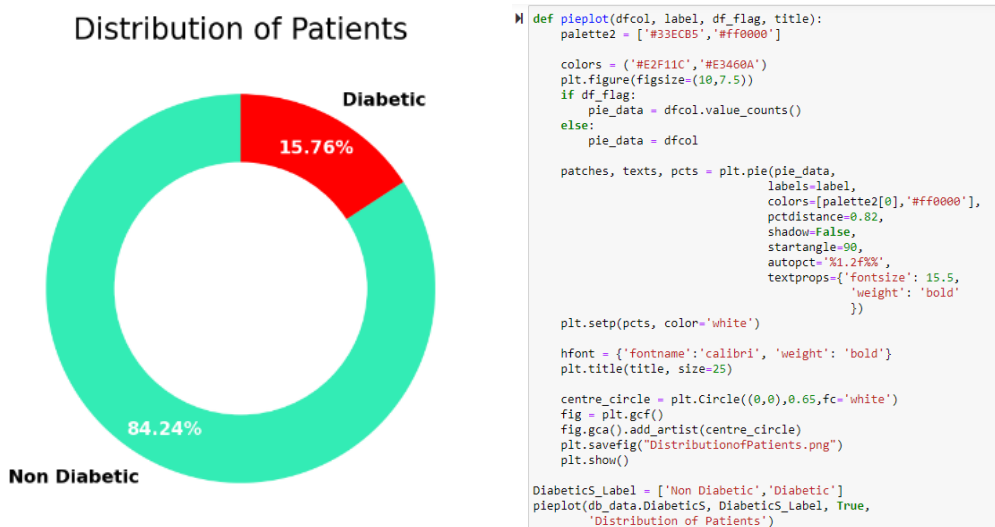 Distribution of Patients
Diabetic
15.76%
84.24%
Non Diabetic
def pieplot(dfcol, label, df_flag, title):
    palette2 = ['#33ECB5','#ff0000']

    colors = ('#E2F11C','#E3460A')
    plt.figure(figsize=(10,7.5))
    if df_flag:
        pie_data = dfcol.value_counts()
    else:
        pie_data = dfcol

    patches, texts, pcts = plt.pie(pie_data,
                                   labels=label,
                                   colors=[palette2[0],'#ff0000'],
                                   pctdistance=0.82,
                                   shadow=False,
                                   startangle=90,
                                   autopct='%1.2f%%',
                                   textprops={'fontsize': 15.5,
                                              'weight': 'bold'
                                              })
    plt.setp(pcts, color='white')

    hfont = {'fontname':'calibri', 'weight': 'bold'}
    plt.title(title, size=25)

    centre_circle = plt.Circle((0,0),0.65,fc='white')
    fig = plt.gcf()
    fig.gca().add_artist(centre_circle)
    plt.savefig("DistributionofPatients.png")
    plt.show()

DiabeticS_Label = ['Non Diabetic','Diabetic']
pieplot(db_data.DiabeticS, DiabeticS_Label, True,
        'Distribution of Patients')